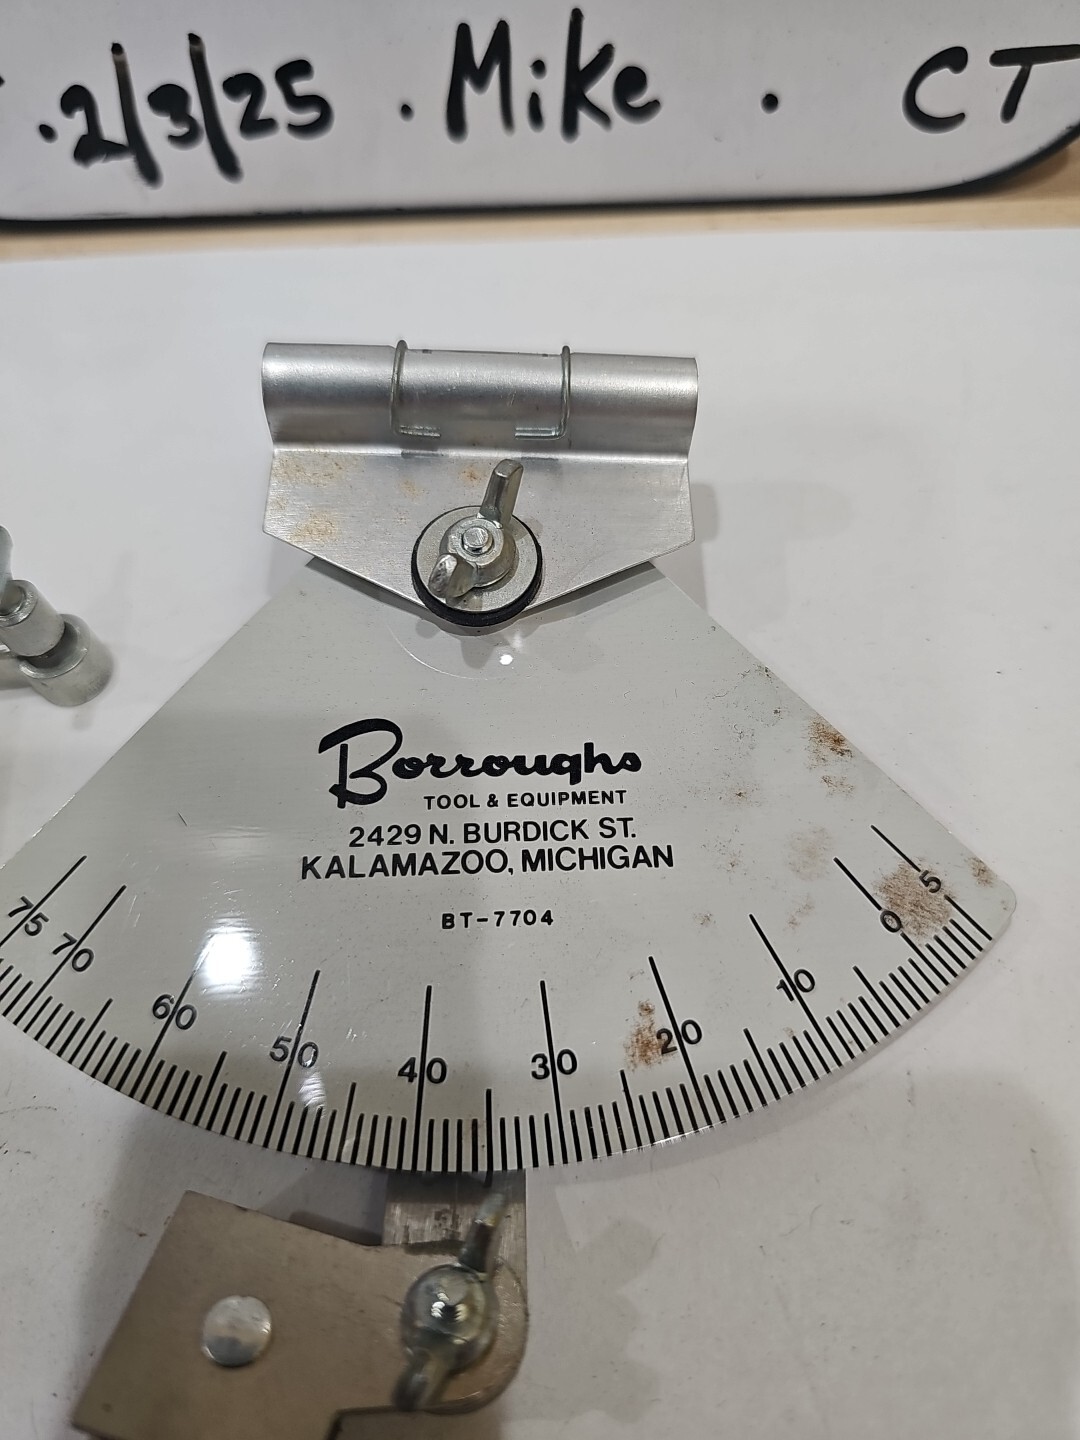 . 2/3/25 . Mike . CT
Borroughs
TOOL & EQUIPMENT
2429 N. BURDICK ST.
KALAMAZOO, MICHIGAN
BT-7704
75 70 60 50 40 30 20 10 0 5